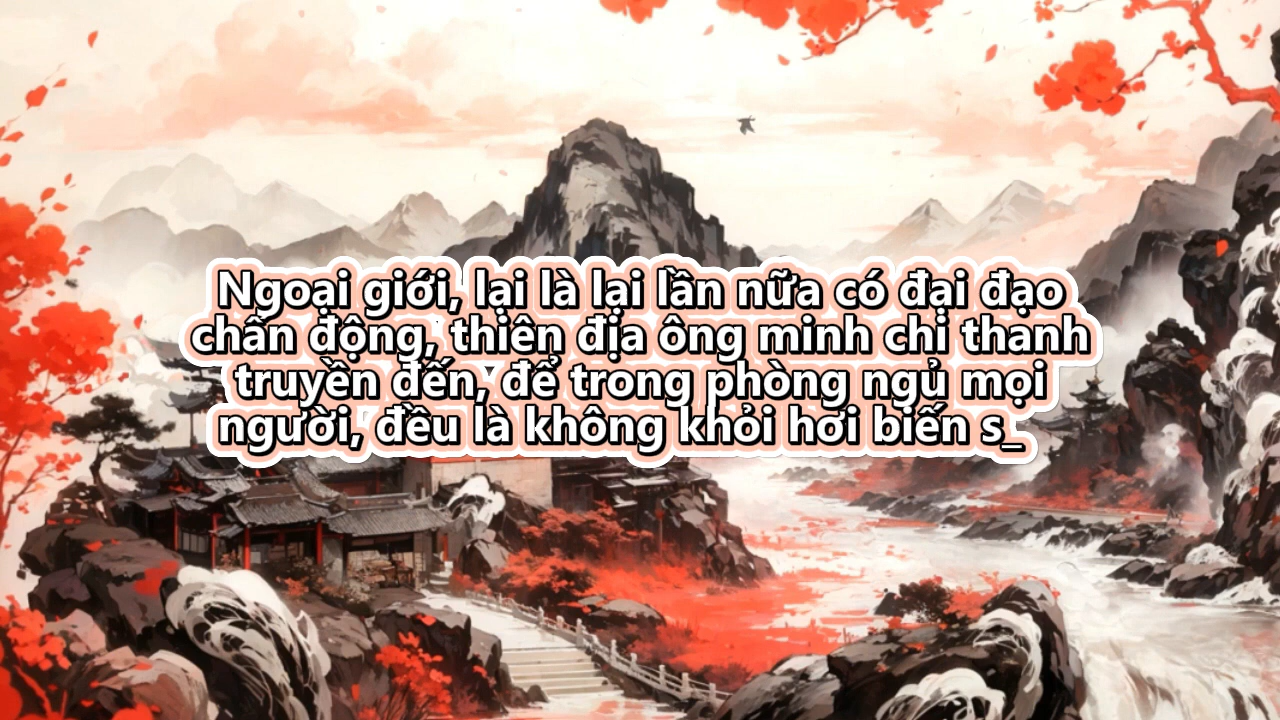 Ngoại giới, lại là lại lần nữa có đại đạo
chấn động, thiên địa ông minh chi thanh
truyền đến, để trong phòng ngủ mọi
người, đều là không khỏi hơi biến s_